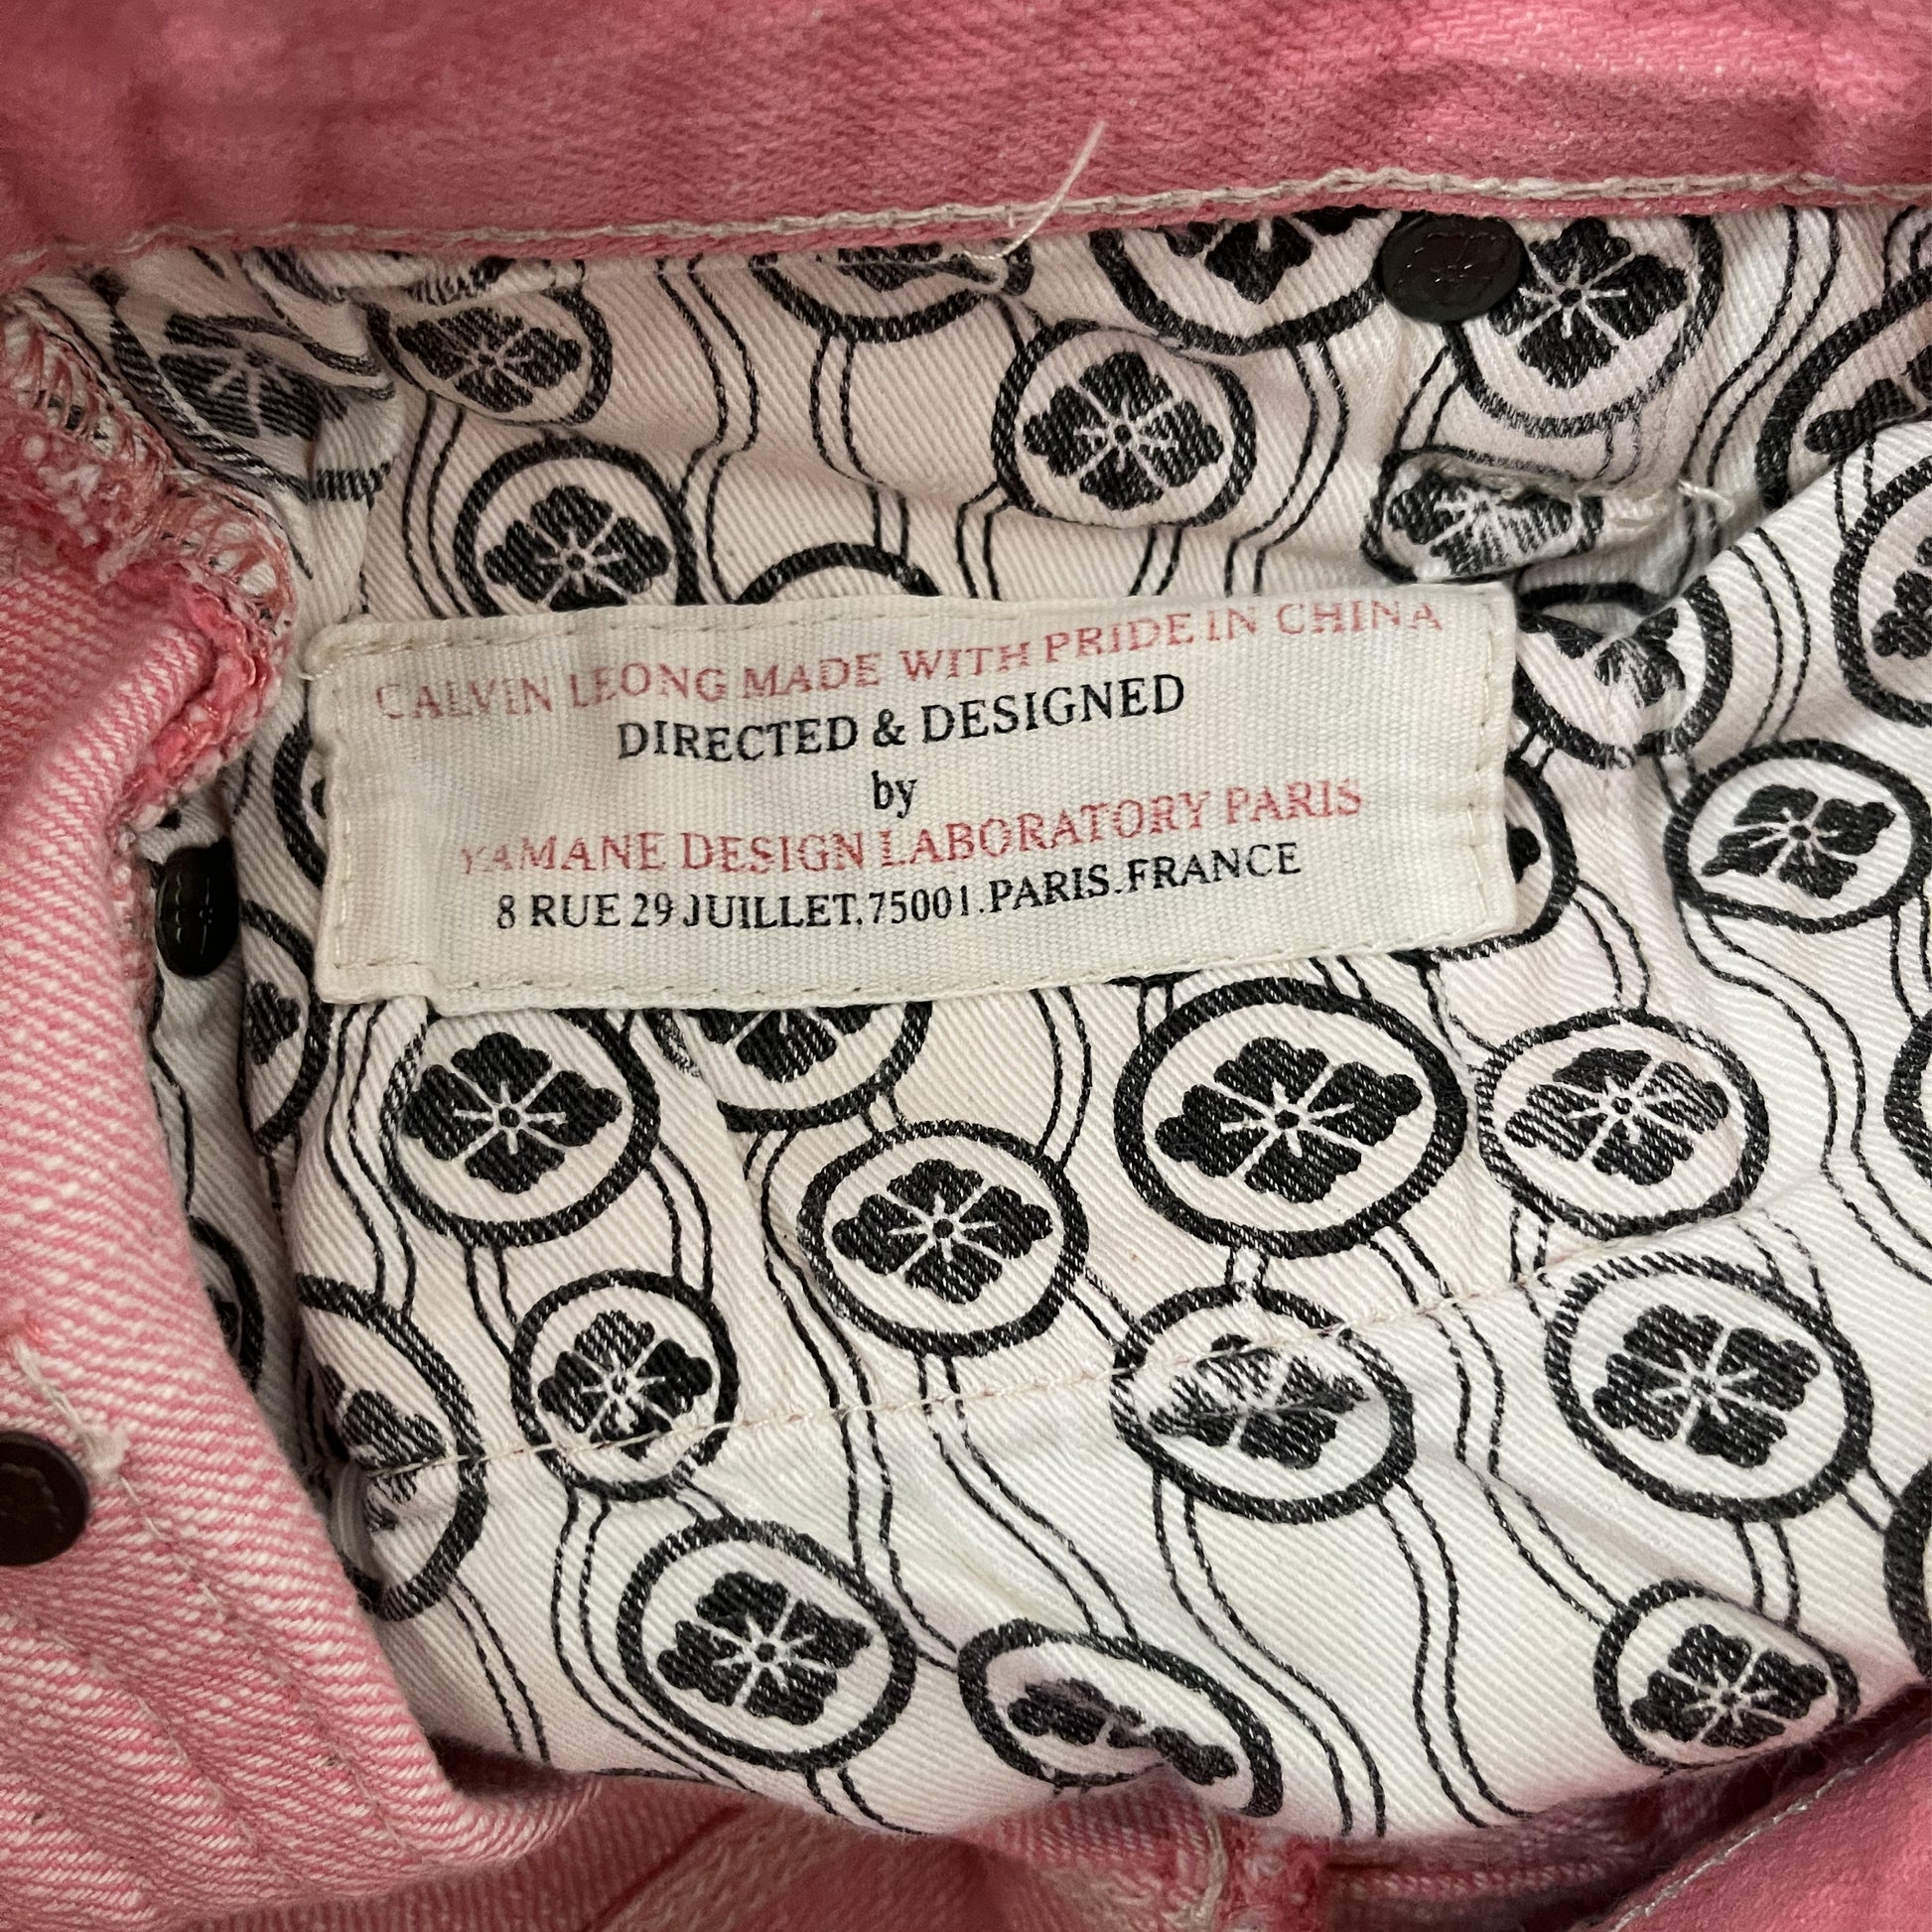 CALVIN LEONG MADE WITH PRIDE IN CHINA
DIRECTED & DESIGNED
by
YAMANE DESIGN LABORATORY PARIS
8 RUE 29 JUILLET, 75001. PARIS. FRANCE